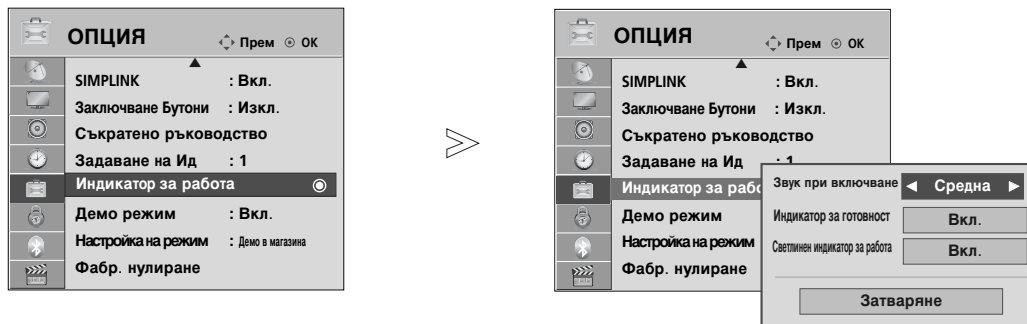 ОПЦИЯ
Прем
ОК
SIMPLINK : Вкл.
Заключване Бутони : Изкл.
Съкратено ръководство
Задаване на Ид : 1
Индикатор за работа
Демо режим : Вкл.
Настройка на режим : Демо в магазина
Фабр. нулиране
ОПЦИЯ
Прем
ОК
SIMPLINK : Вкл.
Заключване Бутони : Изкл.
Съкратено ръководство
Задаване на Ид : 1
Индикатор за рабо
Демо режим
Настройка на режим
Фабр. нулиране
Звук при включване ◀ Средна ▶
Индикатор за готовност Вкл.
Светлинен индикатор за работа Вкл.
Затваряне